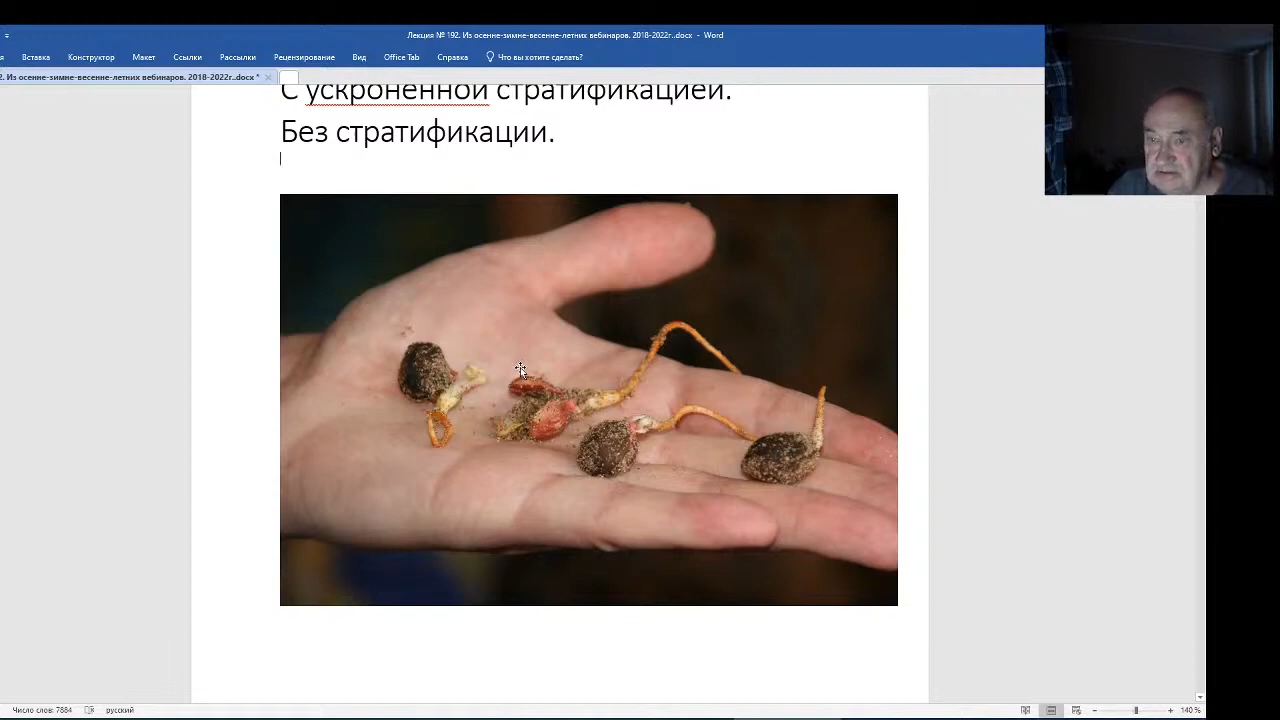 Лекция № 192. Из осенне-зимне-весенне-летних вебинаров. 2018-2022г..docx - Word
Вставка Конструктор Макет Ссылки Рассылки Рецензирование Вид Office Tab Справка Что вы хотите сделать?
2. Из осенне-зимне-весенне-летних вебинаров. 2018-2022г..docx *
С ускроненной стратификацией.
Без стратификации.
Число слов: 7884 русский 140 %